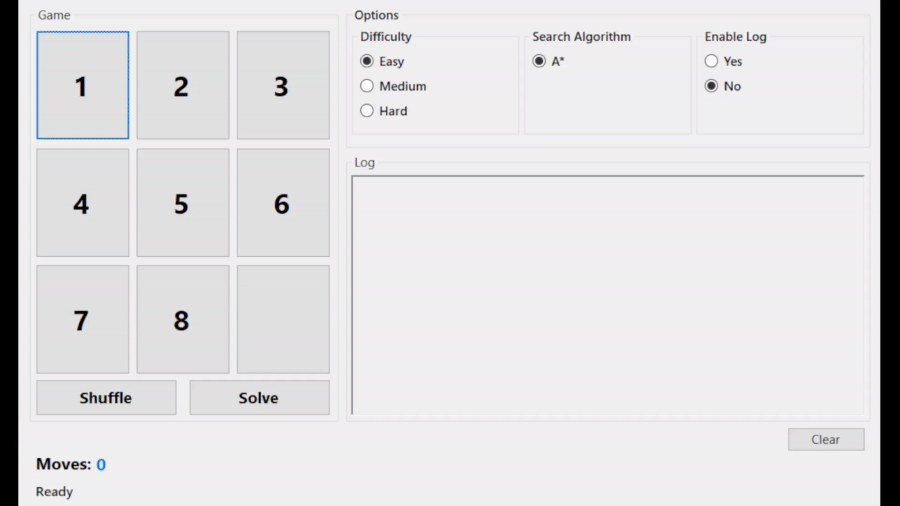 Game
1 2 3
4 5 6
7 8
Shuffle Solve
Moves: 0
Ready
Options
Difficulty
Easy
Medium
Hard
Search Algorithm
A*
Enable Log
Yes
No
Log
Clear